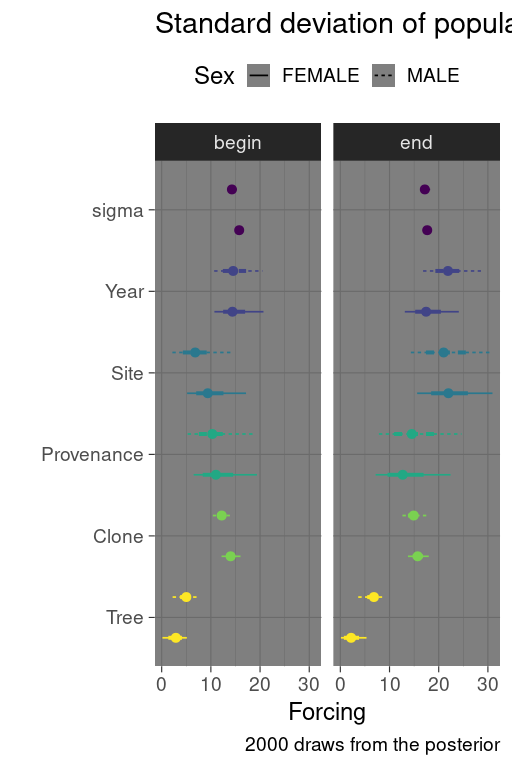 Standard deviation of popula
Sex FEMALE MALE
begin end
sigma
Year
Site
Provenance
Clone
Tree
0 10 20 30 0 10 20 30
Forcing
2000 draws from the posterior